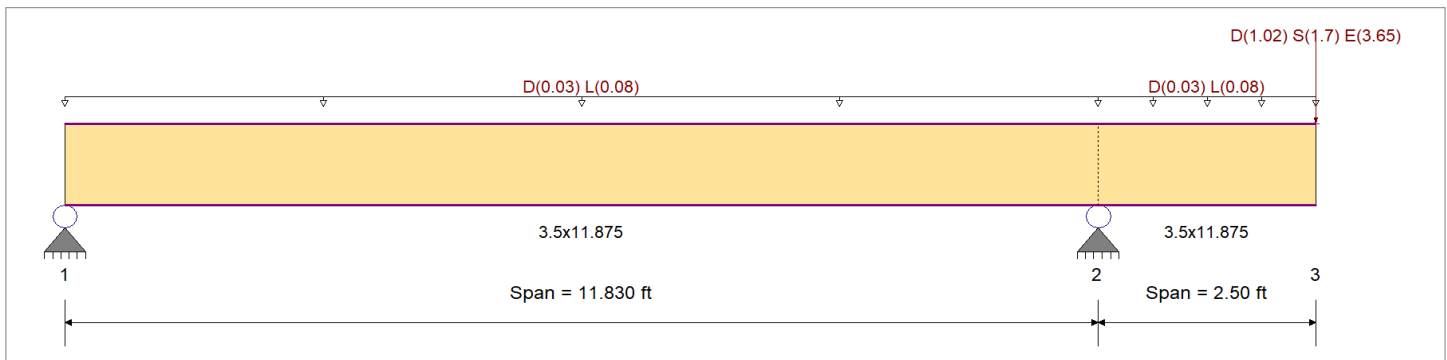 D(1.02) S(1.7) E(3.65)
D(0.03) L(0.08)
D(0.03) L(0.08)
3.5x11.875
3.5x11.875
1
2
3
Span = 11.830 ft
Span = 2.50 ft